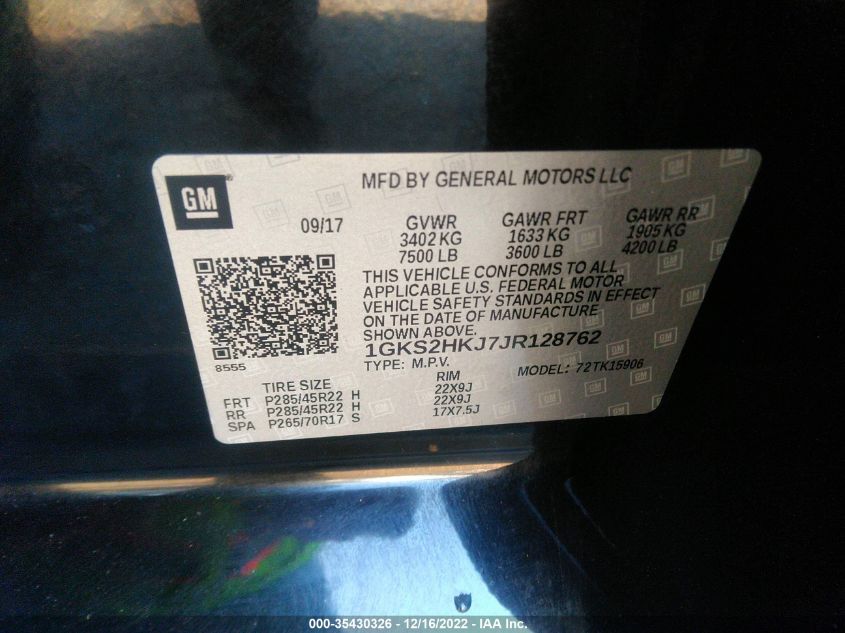 GM ®
MFD BY GENERAL MOTORS LLC
09/17 GVWR GAWR FRT GAWR RR
3402 KG 1633 KG 1905 KG
7500 LB 3600 LB 4200 LB
THIS VEHICLE CONFORMS TO ALL
APPLICABLE U.S. FEDERAL MOTOR
VEHICLE SAFETY STANDARDS IN EFFECT
ON THE DATE OF MANUFACTURE
SHOWN ABOVE.
1GKS2HKJ7JR128762
8555 TYPE: M.P.V. MODEL: 72TK15906
TIRE SIZE RIM
FRT P285/45R22 H 22X9J
RR P285/45R22 H 22X9J
SPA P265/70R17 S 17X7.5J
000-35430326 - 12/16/2022 - IAA Inc.